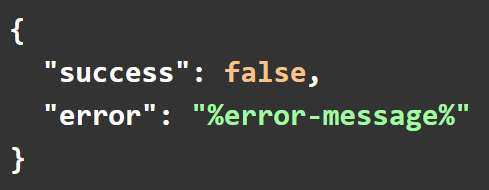 {
  "success": false,
  "error": "%error-message%"
}